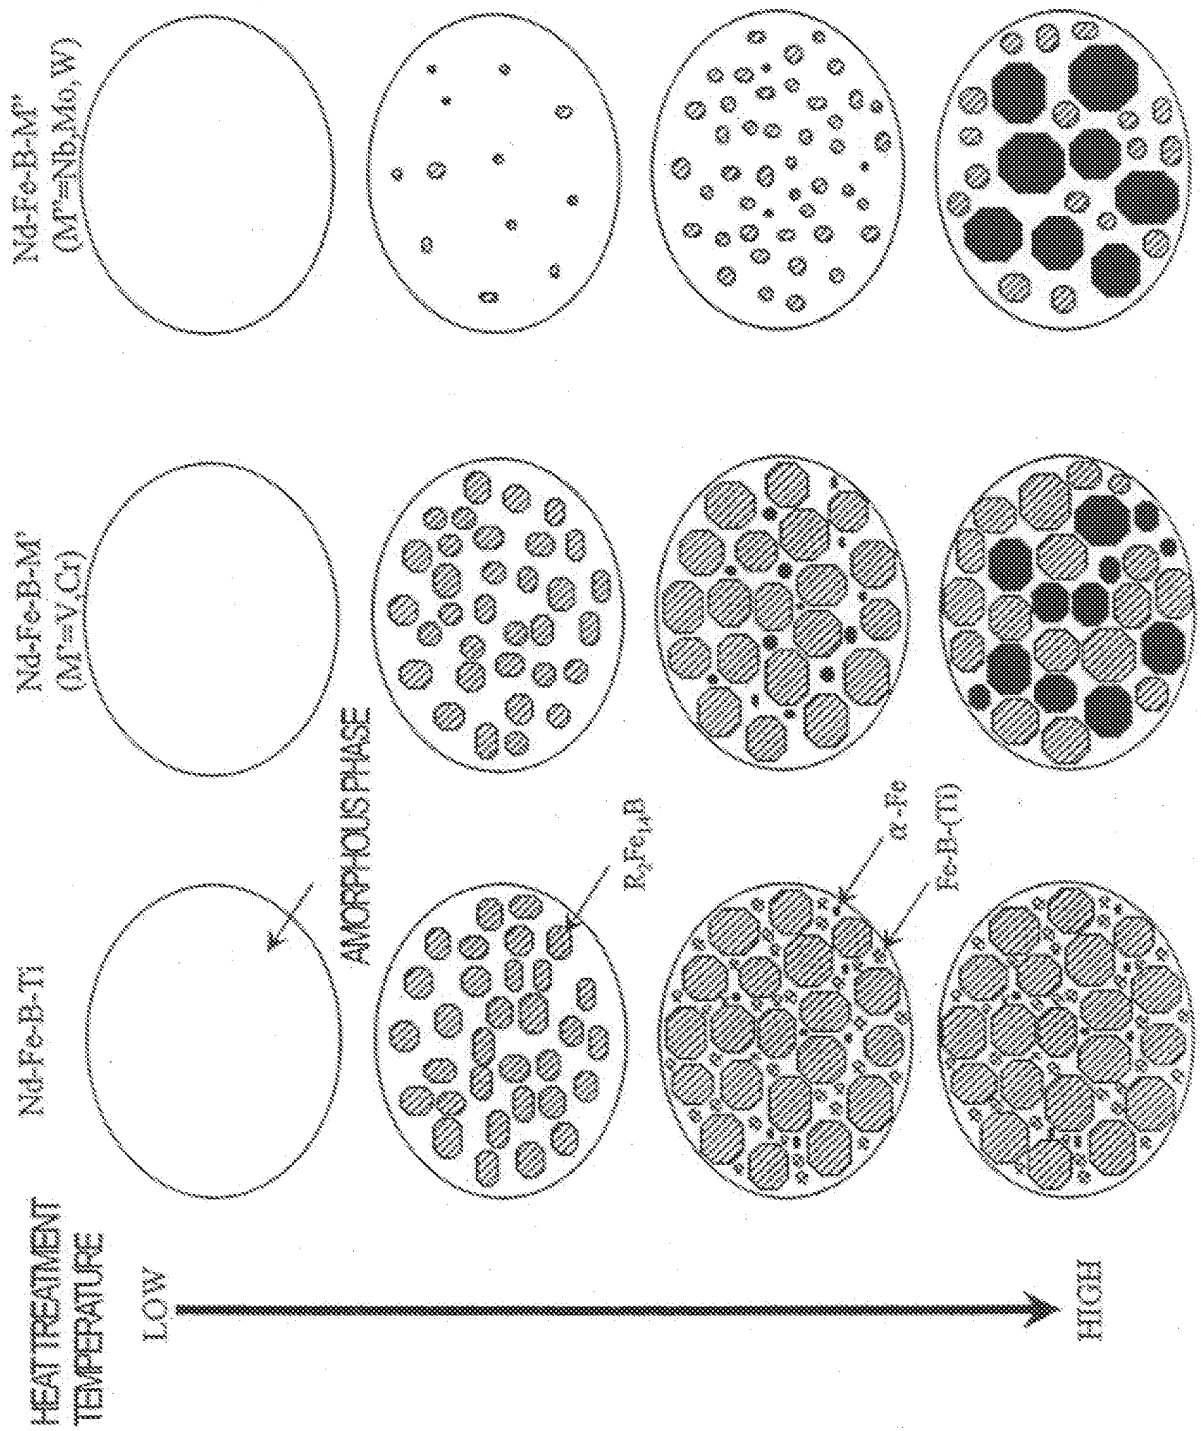 HEAT TREATMENT
TEMPERATURE
LOW
HIGH
Nd-Fe-B-Ti
AMORPHOUS PHASE
R₂Fe₁₄B
α-Fe
Fe-B-(Ti)
Nd-Fe-B-M'
(M'=V,Cr)
Nd-Fe-B-M"
(M"=Nb,Mo,W)